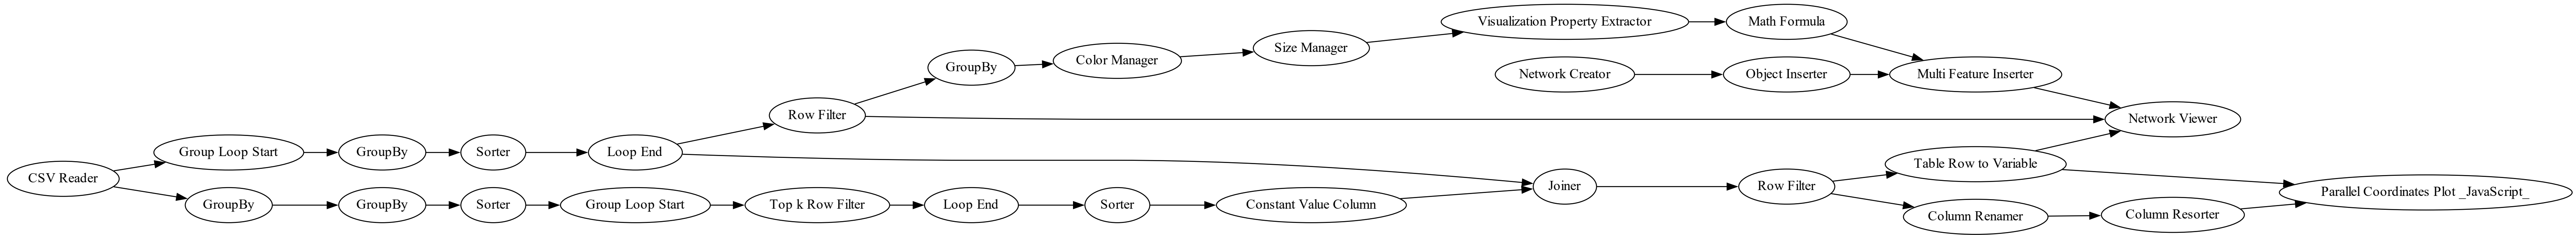 Visualization Property Extractor
Math Formula
Size Manager
Color Manager
GroupBy
Network Creator
Object Inserter
Multi Feature Inserter
Row Filter
Network Viewer
Group Loop Start
GroupBy
Sorter
Loop End
CSV Reader
Table Row to Variable
Joiner
Row Filter
Parallel Coordinates Plot _JavaScript_
GroupBy
GroupBy
Sorter
Group Loop Start
Top k Row Filter
Loop End
Sorter
Constant Value Column
Column Renamer
Column Resorter